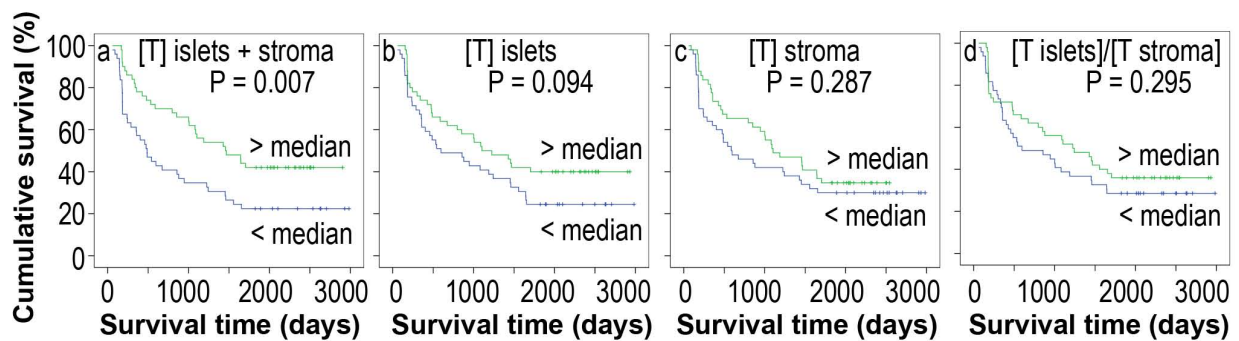 Cumulative survival (%)
100
80
60
40
20
0
a [T] islets + stroma
P = 0.007
> median
< median
0 1000 2000 3000
Survival time (days)
b [T] islets
P = 0.094
> median
< median
0 1000 2000 3000
Survival time (days)
c [T] stroma
P = 0.287
> median
< median
0 1000 2000 3000
Survival time (days)
d [T islets]/[T stroma]
P = 0.295
> median
< median
0 1000 2000 3000
Survival time (days)